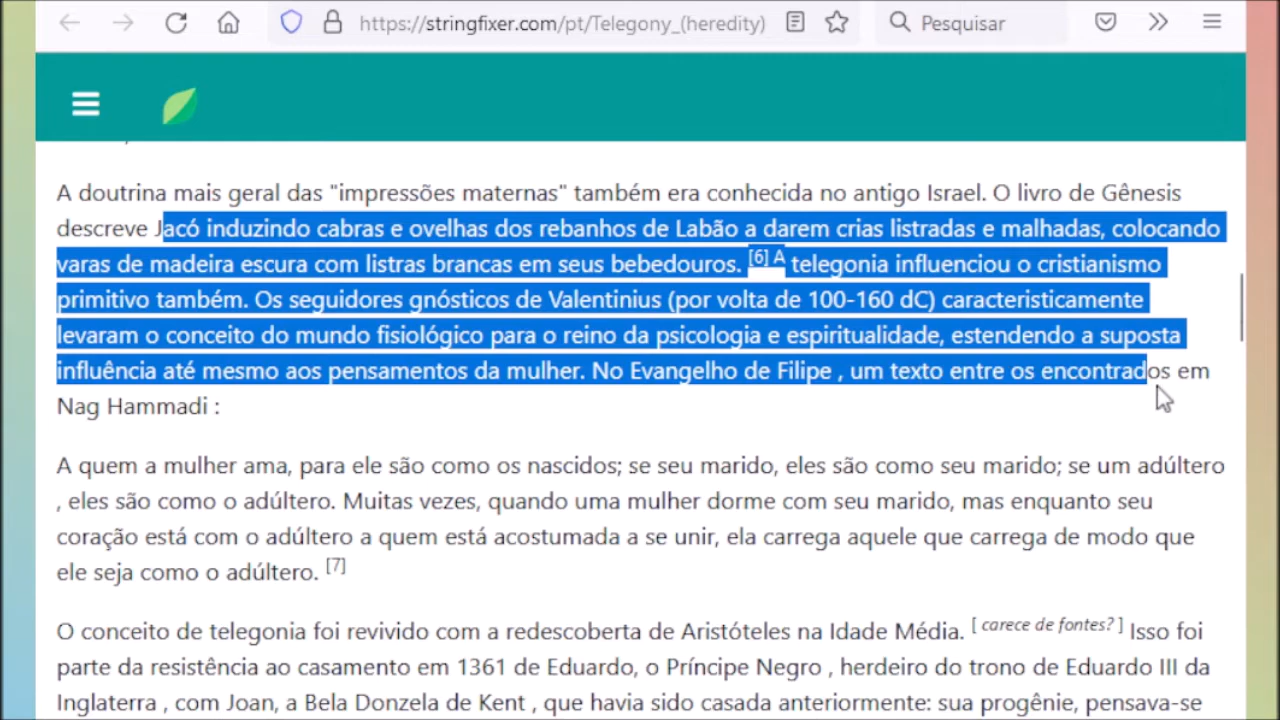 https://stringfixer.com/pt/Telegony_(heredity)
Pesquisar
A doutrina mais geral das "impressões maternas" também era conhecida no antigo Israel. O livro de Gênesis
descreve Jacó induzindo cabras e ovelhas dos rebanhos de Labão a darem crias listradas e malhadas, colocando
varas de madeira escura com listras brancas em seus bebedouros. [6] A telegonia influenciou o cristianismo
primitivo também. Os seguidores gnósticos de Valentinius (por volta de 100-160 dC) caracteristicamente
levaram o conceito do mundo fisiológico para o reino da psicologia e espiritualidade, estendendo a suposta
influência até mesmo aos pensamentos da mulher. No Evangelho de Filipe , um texto entre os encontrados em
Nag Hammadi :
A quem a mulher ama, para ele são como os nascidos; se seu marido, eles são como seu marido; se um adúltero
, eles são como o adúltero. Muitas vezes, quando uma mulher dorme com seu marido, mas enquanto seu
coração está com o adúltero a quem está acostumada a se unir, ela carrega aquele que carrega de modo que
ele seja como o adúltero. [7]
O conceito de telegonia foi revivido com a redescoberta de Aristóteles na Idade Média. [ carece de fontes? ] Isso foi
parte da resistência ao casamento em 1361 de Eduardo, o Príncipe Negro , herdeiro do trono de Eduardo III da
Inglaterra , com Joan, a Bela Donzela de Kent , que havia sido casada anteriormente: sua progênie, pensava-se